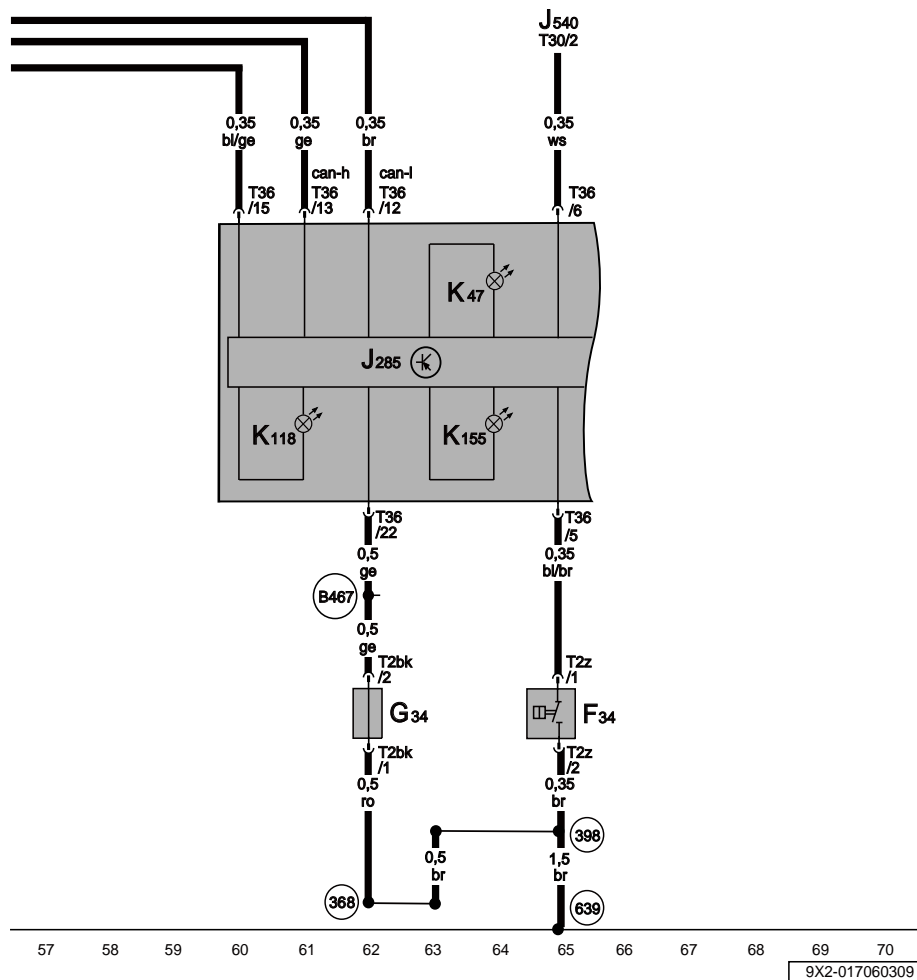 J540
T30/2
0,35
bl/ge
0,35
ge
0,35
br
0,35
ws
can-h
can-l
T36
/15
T36
/13
T36
/12
T36
/6
K47
J285
K118
K155
T36
/22
T36
/5
0,5
ge
0,35
bl/br
B467
0,5
ge
T2bk
/2
T2z
/1
G34
F34
T2bk
/1
T2z
/2
0,5
ro
0,35
br
398
0,5
br
1,5
br
368
639
57 58 59 60 61 62 63 64 65 66 67 68 69 70
9X2-017060309